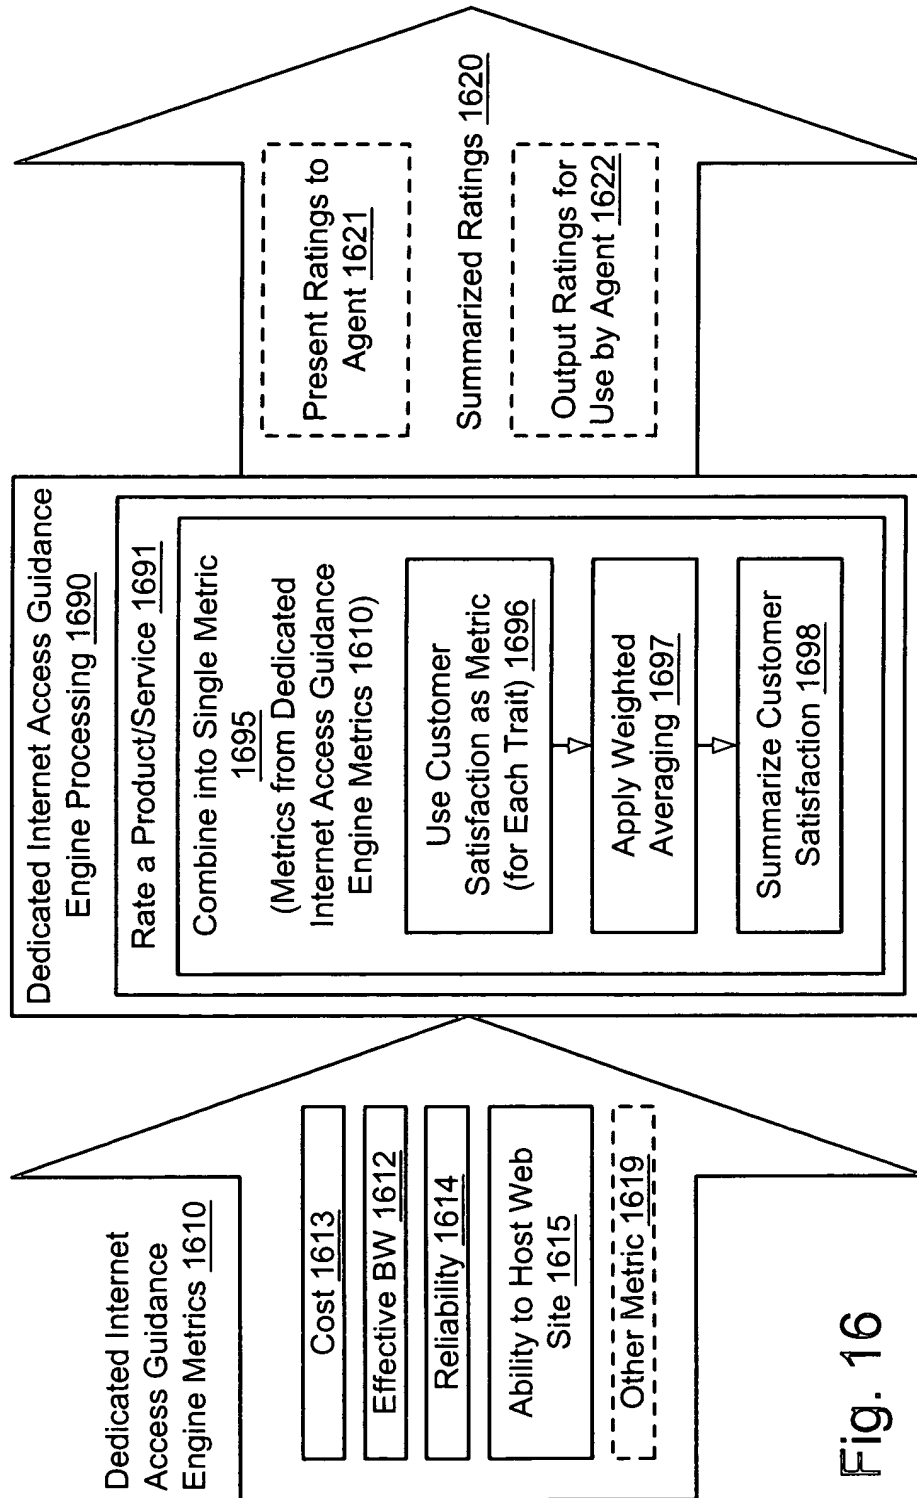 Dedicated Internet
Access Guidance
Engine Metrics 1610
Cost 1613
Effective BW 1612
Reliability 1614
Ability to Host Web
Site 1615
Other Metric 1619
Dedicated Internet Access Guidance
Engine Processing 1690
Rate a Product/Service 1691
Combine into Single Metric
1695
(Metrics from Dedicated
Internet Access Guidance
Engine Metrics 1610)
Use Customer
Satisfaction as Metric
(for Each Trait) 1696
Apply Weighted
Averaging 1697
Summarize Customer
Satisfaction 1698
Present Ratings to
Agent 1621
Summarized Ratings 1620
Output Ratings for
Use by Agent 1622
Fig. 16